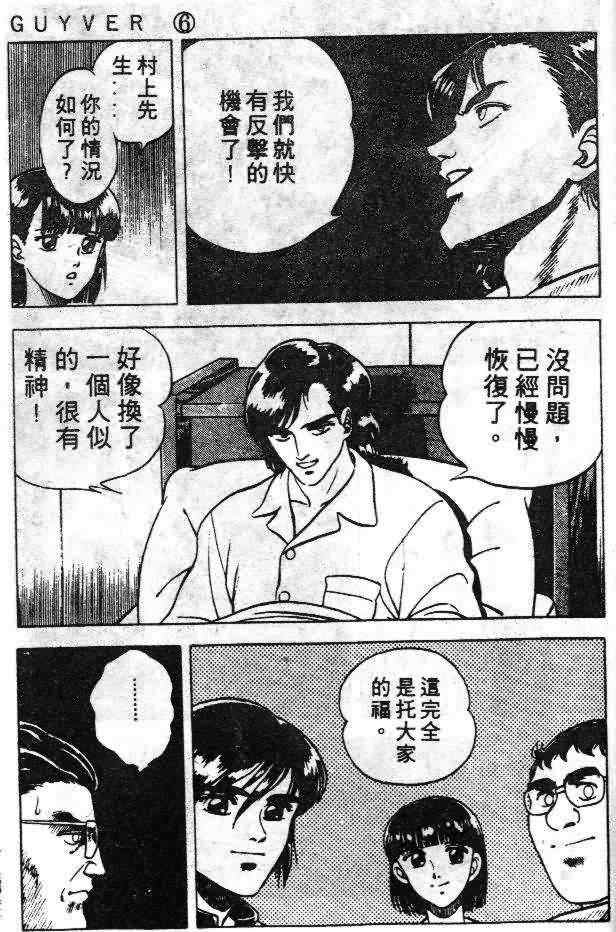 GUYVER ⑥
我們就快
有反擊的
機會了！
村上先
生‥‥
你的情況
如何了？
沒問題，
已經慢慢
恢復了。
好像換了
一個人似
的，很有
精神！
這完全
是托大家
的福。
………